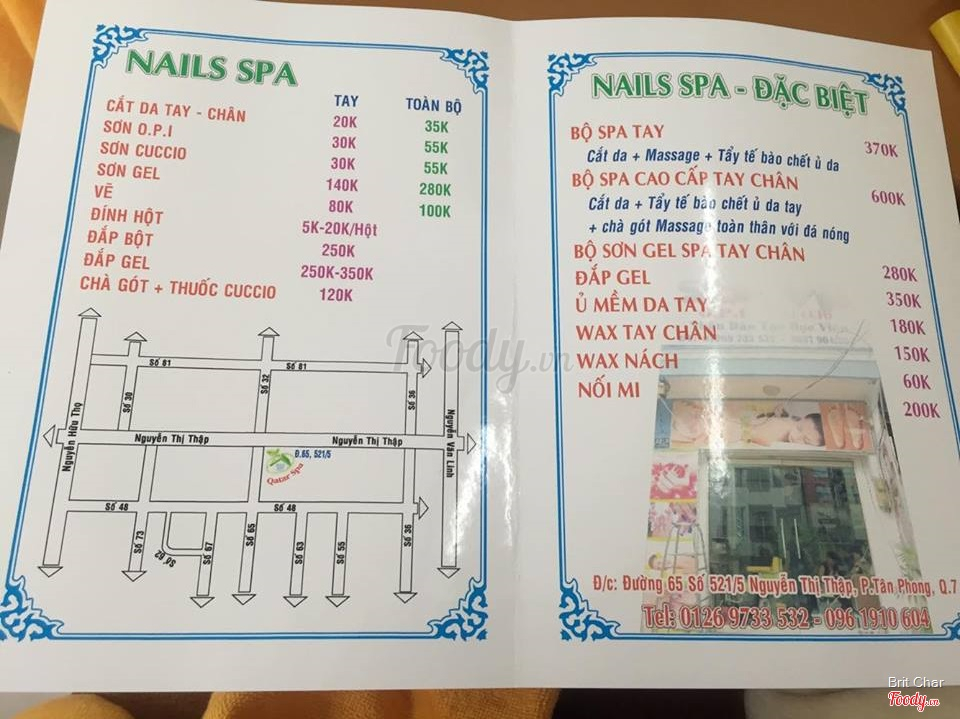 NAILS SPA
TAY TOÀN BỘ
CẮT DA TAY - CHÂN 20K 35K
SƠN O.P.I 30K 55K
SƠN CUCCIO 30K 55K
SƠN GEL 140K 280K
VẼ 80K 100K
ĐÍNH HỘT 5K-20K/Hột
ĐẮP BỘT 250K
ĐẮP GEL 250K-350K
CHÀ GÓT + THUỐC CUCCIO 120K
Số 81
Số 81
Số 30
Số 32
Số 36
Nguyễn Hữu Thọ
Nguyễn Thị Thập
Nguyễn Thị Thập
Nguyễn Văn Linh
Đ.65, 521/5
Qatar Spa
Số 48
Số 48
Số 73
Số 62
Số 67
Số 65
Số 63
Số 55
Số 36
NAILS SPA - ĐẶC BIỆT
BỘ SPA TAY 370K
Cắt da + Massage + Tẩy tế bào chết ủ da
BỘ SPA CAO CẤP TAY CHÂN 600K
Cắt da + Tẩy tế bào chết ủ da tay
+ chà gót Massage toàn thân với đá nóng
BỘ SƠN GEL SPA TAY CHÂN 280K
ĐẮP GEL 350K
Ủ MỀM DA TAY 180K
WAX TAY CHÂN 150K
WAX NÁCH 60K
NỐI MI 200K
Đ/c: Đường 65 Số 521/5 Nguyễn Thị Thập, P.Tân Phong, Q.7
Tel: 0126 9733 532 - 096 1910 604
Foody.vn
Brit Char
Foody.vn